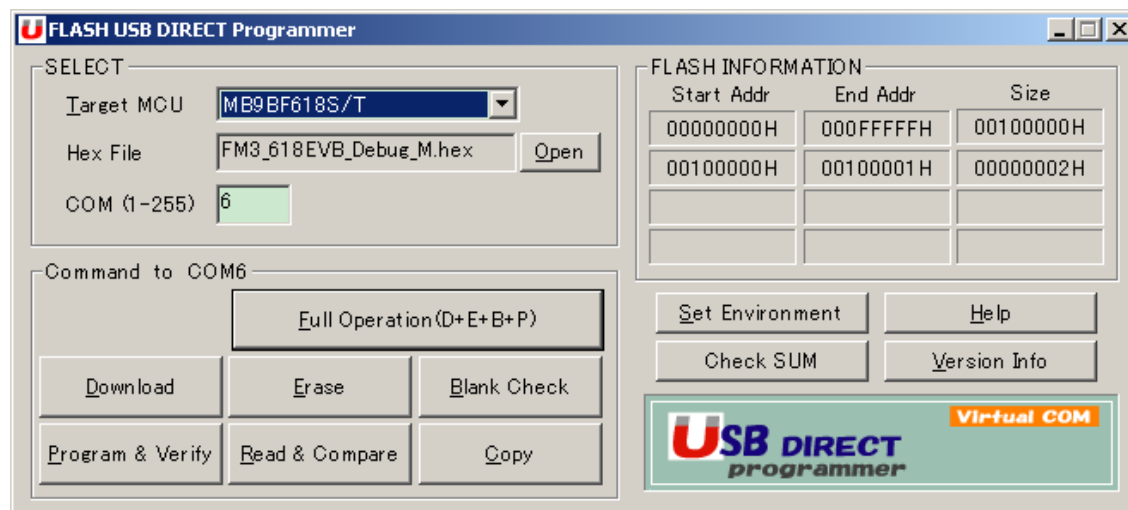 FLASH USB DIRECT Programmer
SELECT
Target MCU MB9BF618S/T
Hex File FM3_618EVB_Debug_M.hex Open
COM (1-255) 6
Command to COM6
Full Operation(D+E+B+P)
Download Erase Blank Check
Program & Verify Read & Compare Copy
FLASH INFORMATION
Start Addr End Addr Size
00000000H 000FFFFFH 00100000H
00100000H 00100001H 00000002H
Set Environment Help
Check SUM Version Info
Virtual COM
USB DIRECT
programmer